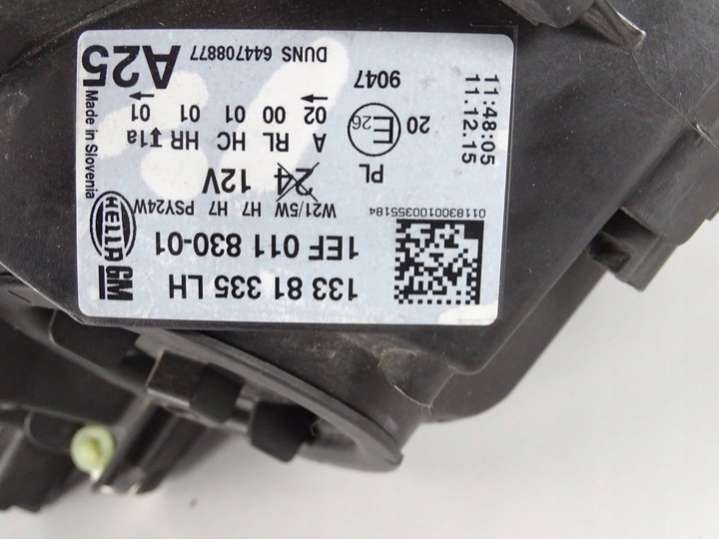 GM
HELLA
Made in Slovenia
133 81 335 LH
1EF 011 830-01
W21/5W H7 H7 PSY24W
0118300100355184
24 12V
PL
A RL HC HR 1a
02 00 01 01 01
20 E26
9047
A25
DUNS 644708877
11.12.15
11:48:05